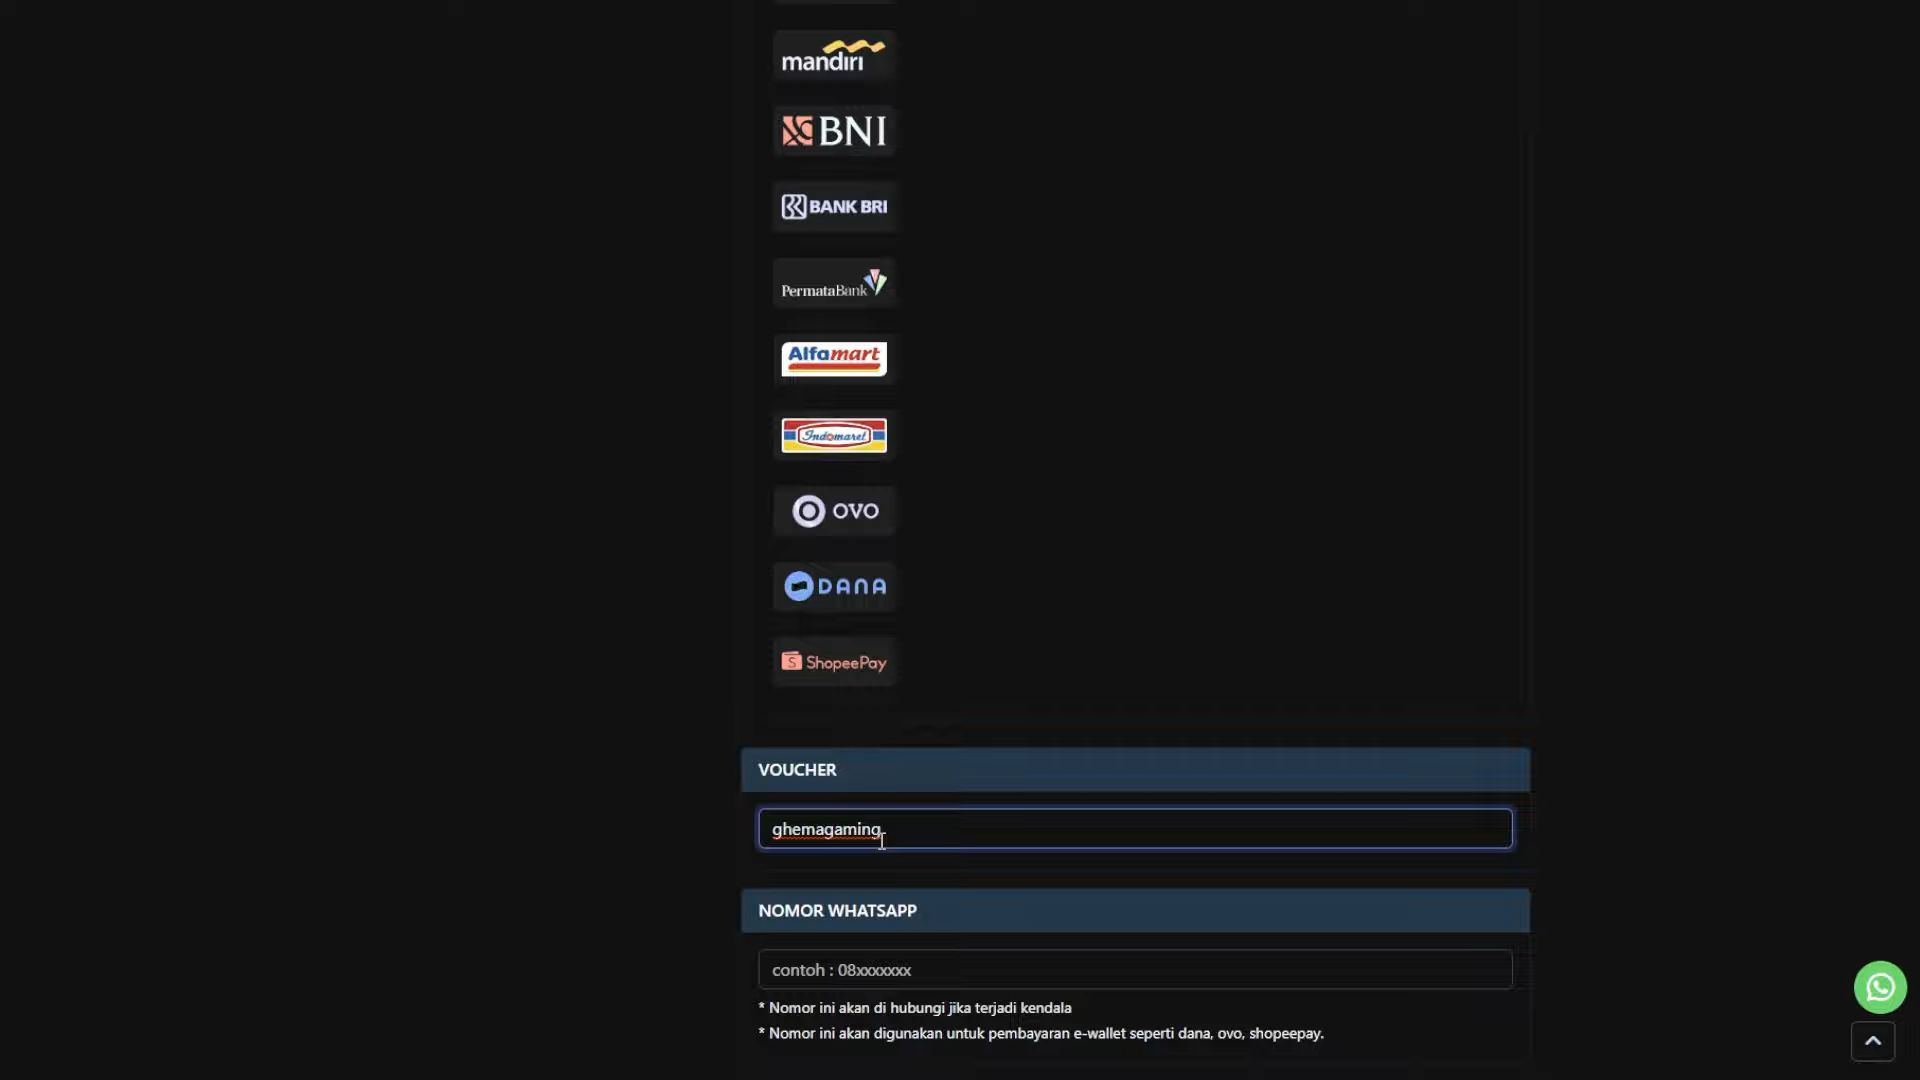 mandiri
BNI
BANK BRI
PermataBank
Alfamart
Indomaret
OVO
DANA
S ShopeePay
VOUCHER
ghemagaming
NOMOR WHATSAPP
contoh : 08xxxxxxx
* Nomor ini akan di hubungi jika terjadi kendala
* Nomor ini akan digunakan untuk pembayaran e-wallet seperti dana, ovo, shopeepay.